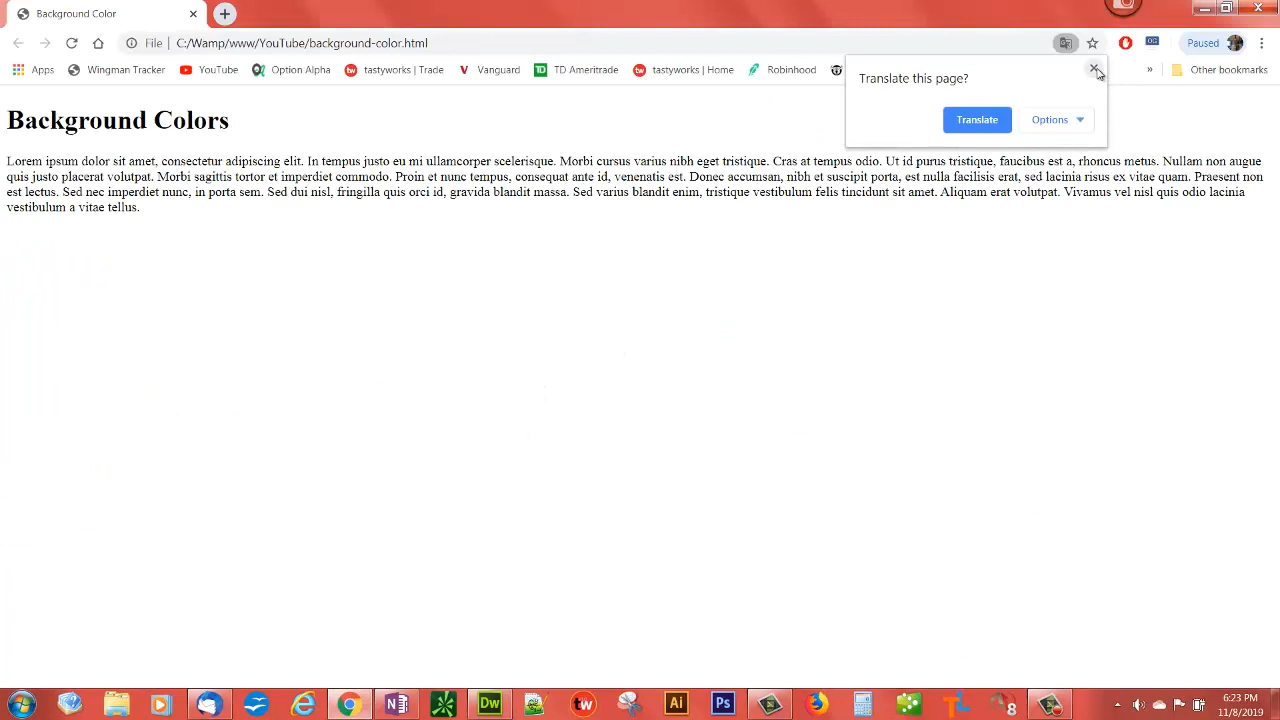 Background Color
File
C:/Wamp/www/YouTube/background-color.html
Paused
Apps
Wingman Tracker
YouTube
Option Alpha
tastyworks | Trade
Vanguard
TD Ameritrade
tastyworks | Home
Robinhood
»
Other bookmarks
Translate this page?
Translate
Options
Background Colors
Lorem ipsum dolor sit amet, consectetur adipiscing elit. In tempus justo eu mi ullamcorper scelerisque. Morbi cursus varius nibh eget tristique. Cras at tempus odio. Ut id purus tristique, faucibus est a, rhoncus metus. Nullam non augue
quis justo placerat volutpat. Morbi sagittis tortor et imperdiet commodo. Proin et nunc tempus, consequat ante id, venenatis est. Donec accumsan, nibh et suscipit porta, est nulla facilisis erat, sed lacinia risus ex vitae quam. Praesent non
est lectus. Sed nec imperdiet nunc, in porta sem. Sed dui nisl, fringilla quis orci id, gravida blandit massa. Sed varius blandit enim, tristique vestibulum felis tincidunt sit amet. Aliquam erat volutpat. Vivamus vel nisl quis odio lacinia
vestibulum a vitae tellus.
6:23 PM
11/8/2019